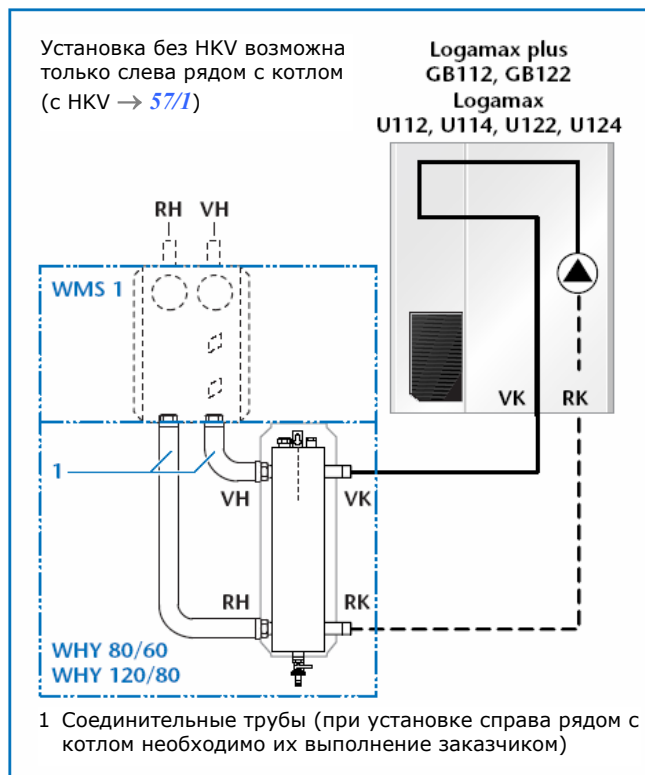 Установка без HKV возможна
только слева рядом с котлом
(с HKV → 57/1)
Logamax plus
GB112, GB122
Logamax
U112, U114, U122, U124
RH VH
WMS 1
VK RK
1
VH VK
RH RK
WHY 80/60
WHY 120/80
1 Соединительные трубы (при установке справа рядом с
котлом необходимо их выполнение заказчиком)